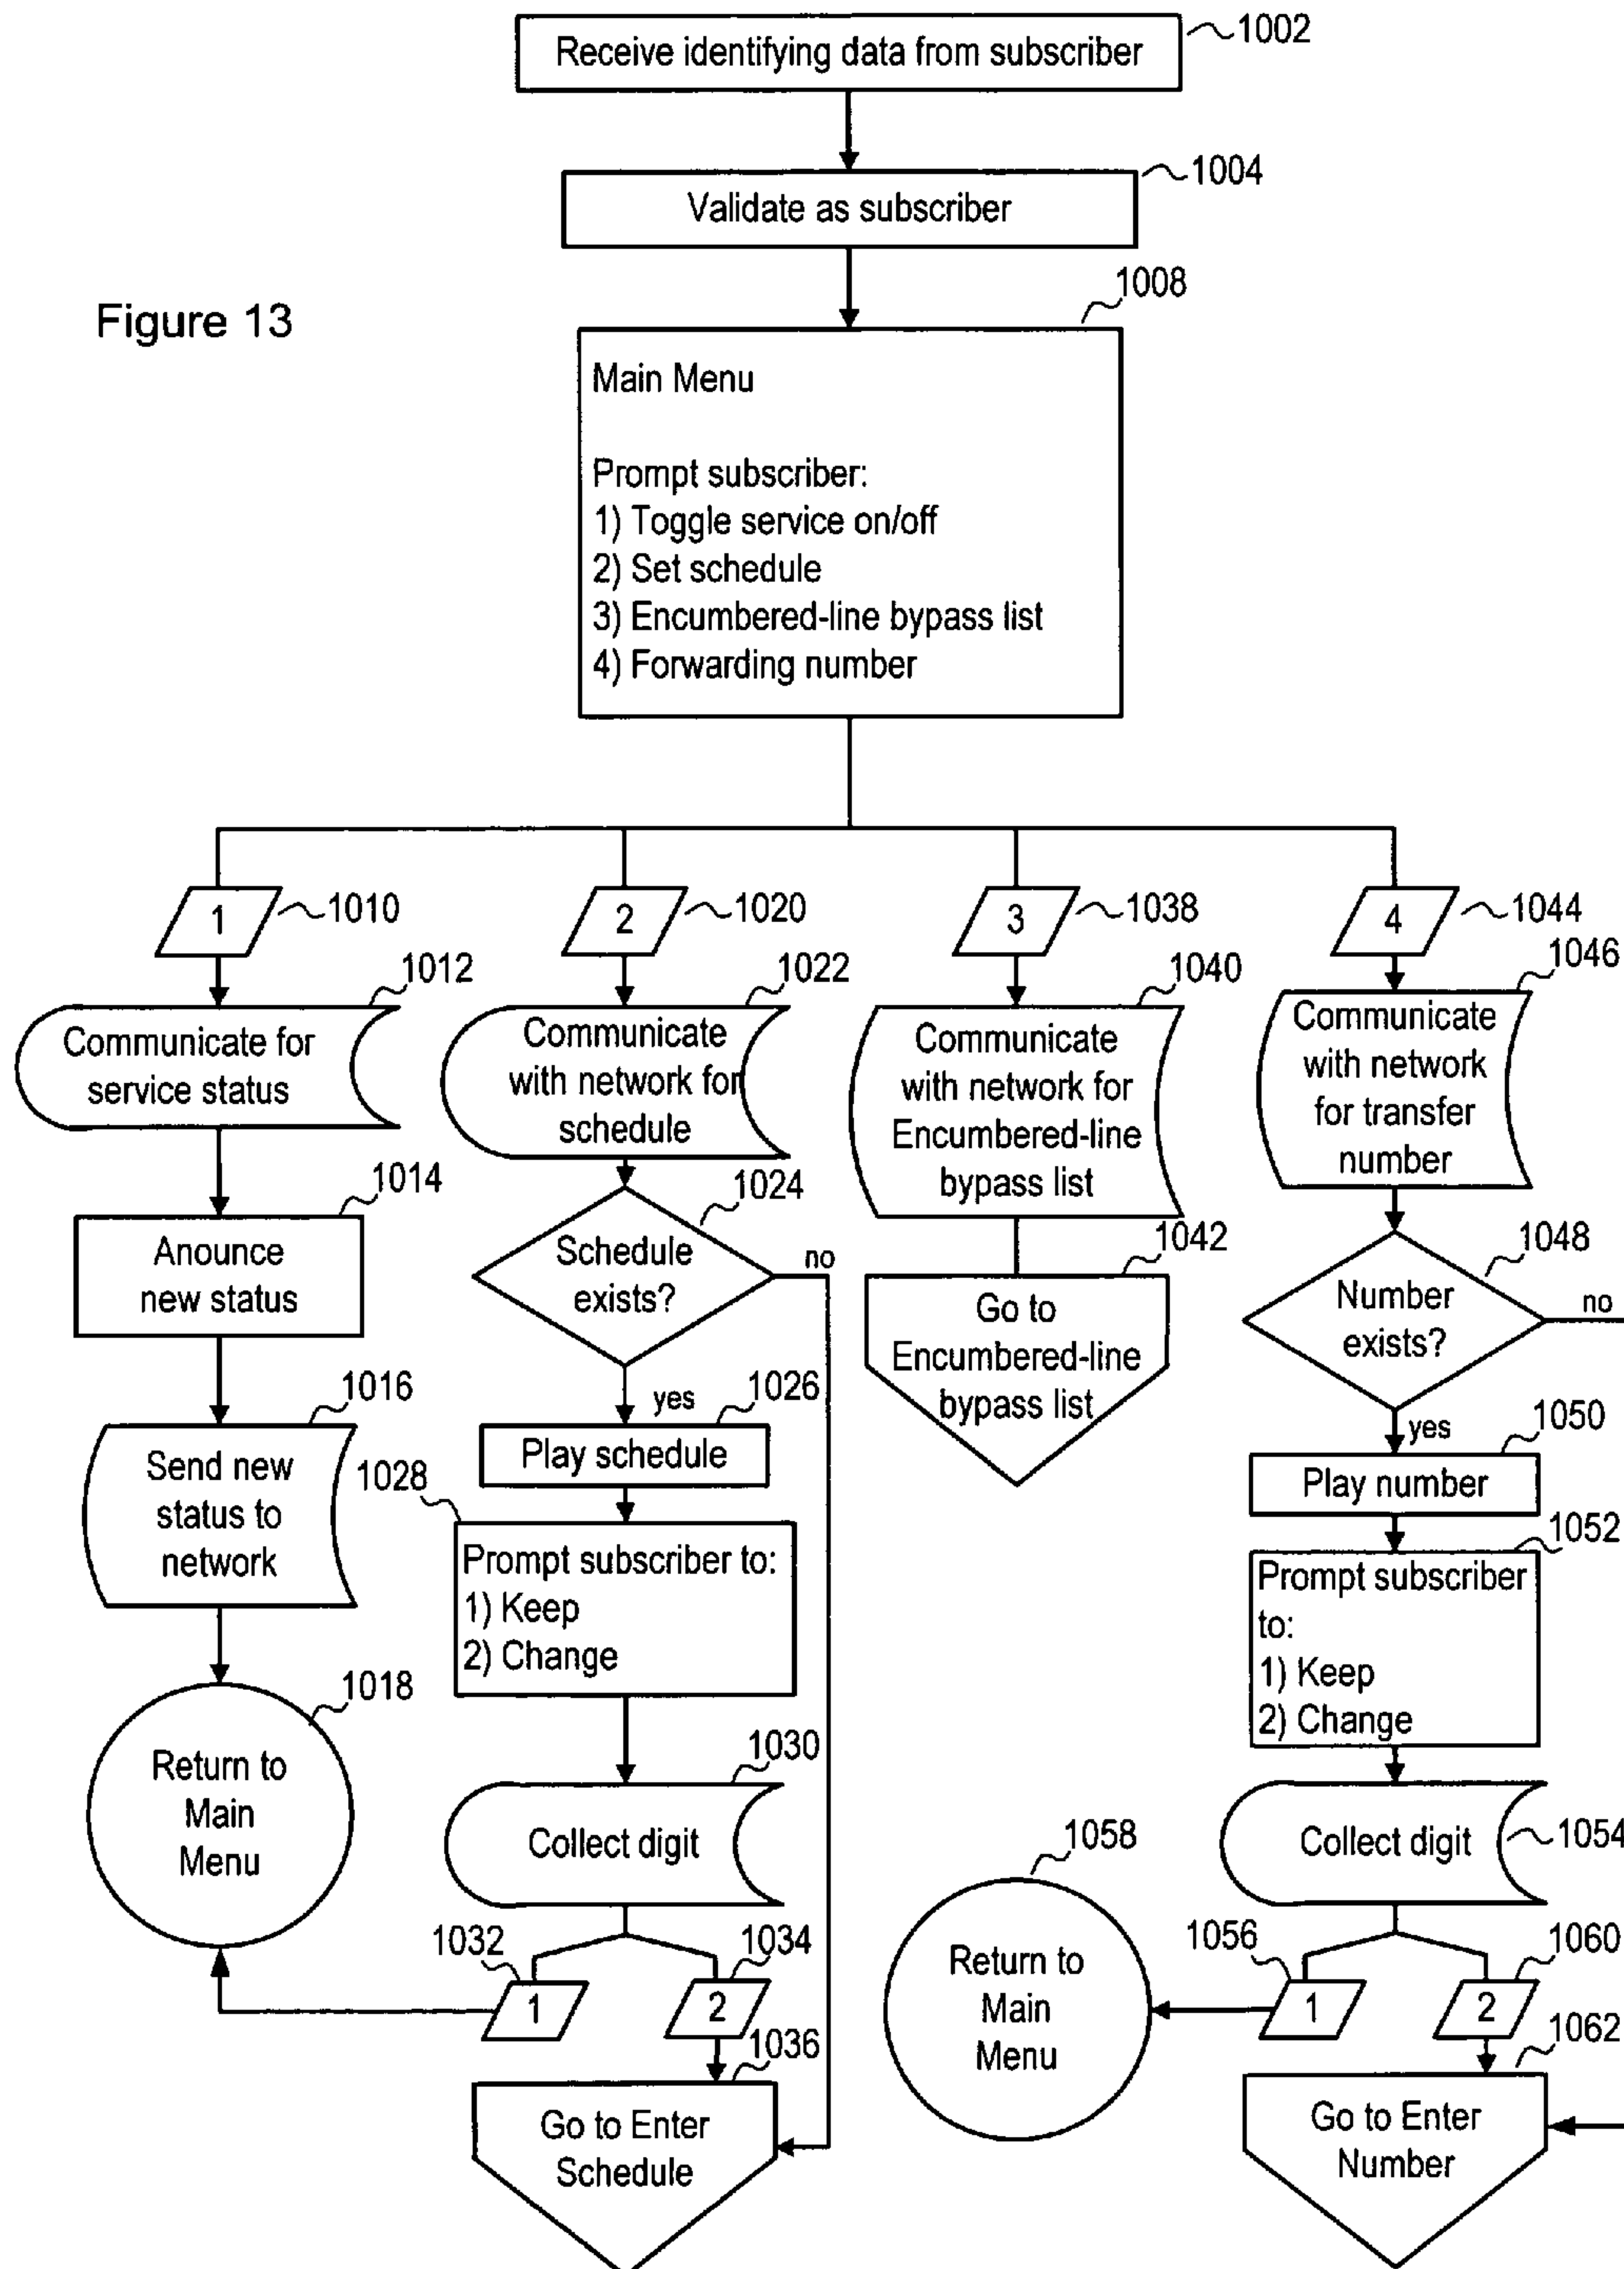 1002
Receive identifying data from subscriber
1004
Validate as subscriber
Figure 13
1008
Main Menu
Prompt subscriber:
1) Toggle service on/off
2) Set schedule
3) Encumbered-line bypass list
4) Forwarding number
1
1010
1012
Communicate for
service status
1014
Anounce
new status
1016
Send new
status to
network
1018
Return to
Main
Menu
2
1020
1022
Communicate
with network for
schedule
1024
Schedule
exists?
no
yes
1026
Play schedule
1028
Prompt subscriber to:
1) Keep
2) Change
1030
Collect digit
1032
1
1034
2
1036
Go to Enter
Schedule
3
1038
1040
Communicate
with network for
Encumbered-line
bypass list
1042
Go to
Encumbered-line
bypass list
4
1044
1046
Communicate
with network
for transfer
number
1048
Number
exists?
no
yes
1050
Play number
1052
Prompt subscriber
to:
1) Keep
2) Change
1054
Collect digit
1056
1
1058
Return to
Main
Menu
1060
2
1062
Go to Enter
Number